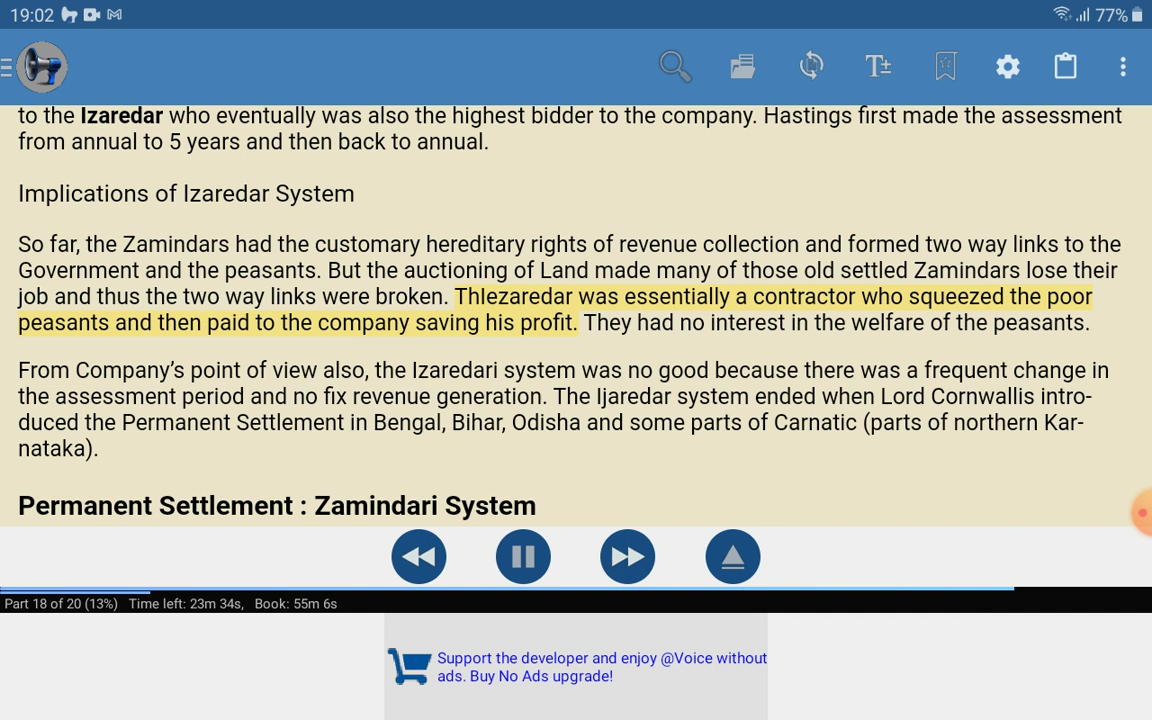 19:02
77%
to the Izaredar who eventually was also the highest bidder to the company. Hastings first made the assessment
from annual to 5 years and then back to annual.
Implications of Izaredar System
So far, the Zamindars had the customary hereditary rights of revenue collection and formed two way links to the
Government and the peasants. But the auctioning of Land made many of those old settled Zamindars lose their
job and thus the two way links were broken. Thlezaredar was essentially a contractor who squeezed the poor
peasants and then paid to the company saving his profit. They had no interest in the welfare of the peasants.
From Company’s point of view also, the Izaredari system was no good because there was a frequent change in
the assessment period and no fix revenue generation. The Ijaredar system ended when Lord Cornwallis intro-
duced the Permanent Settlement in Bengal, Bihar, Odisha and some parts of Carnatic (parts of northern Kar-
nataka).
Permanent Settlement : Zamindari System
Part 18 of 20 (13%) Time left: 23m 34s, Book: 55m 6s
Support the developer and enjoy @Voice without
ads. Buy No Ads upgrade!